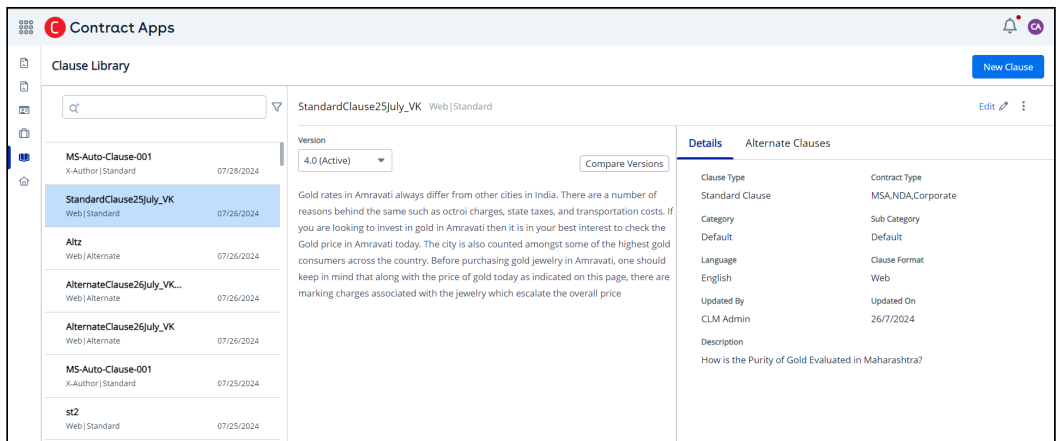 C Contract Apps
CA
Clause Library
New Clause
MS-Auto-Clause-001
X-Author|Standard 07/28/2024
StandardClause25July_VK
Web|Standard 07/26/2024
Altz
Web|Alternate 07/26/2024
AlternateClause26July_VK...
Web|Alternate 07/26/2024
AlternateClause26July_VK
Web|Alternate 07/26/2024
MS-Auto-Clause-001
X-Author|Standard 07/25/2024
st2
Web|Standard 07/25/2024
StandardClause25July_VK Web|Standard
Edit
Version
4.0 (Active)
Compare Versions
Gold rates in Amravati always differ from other cities in India. There are a number of
reasons behind the same such as octroi charges, state taxes, and transportation costs. If
you are looking to invest in gold in Amravati then it is in your best interest to check the
Gold price in Amravati today. The city is also counted amongst some of the highest gold
consumers across the country. Before purchasing gold jewelry in Amravati, one should
keep in mind that along with the price of gold today as indicated on this page, there are
marking charges associated with the jewelry which escalate the overall price
Details Alternate Clauses
Clause Type Contract Type
Standard Clause MSA,NDA,Corporate
Category Sub Category
Default Default
Language Clause Format
English Web
Updated By Updated On
CLM Admin 26/7/2024
Description
How is the Purity of Gold Evaluated in Maharashtra?